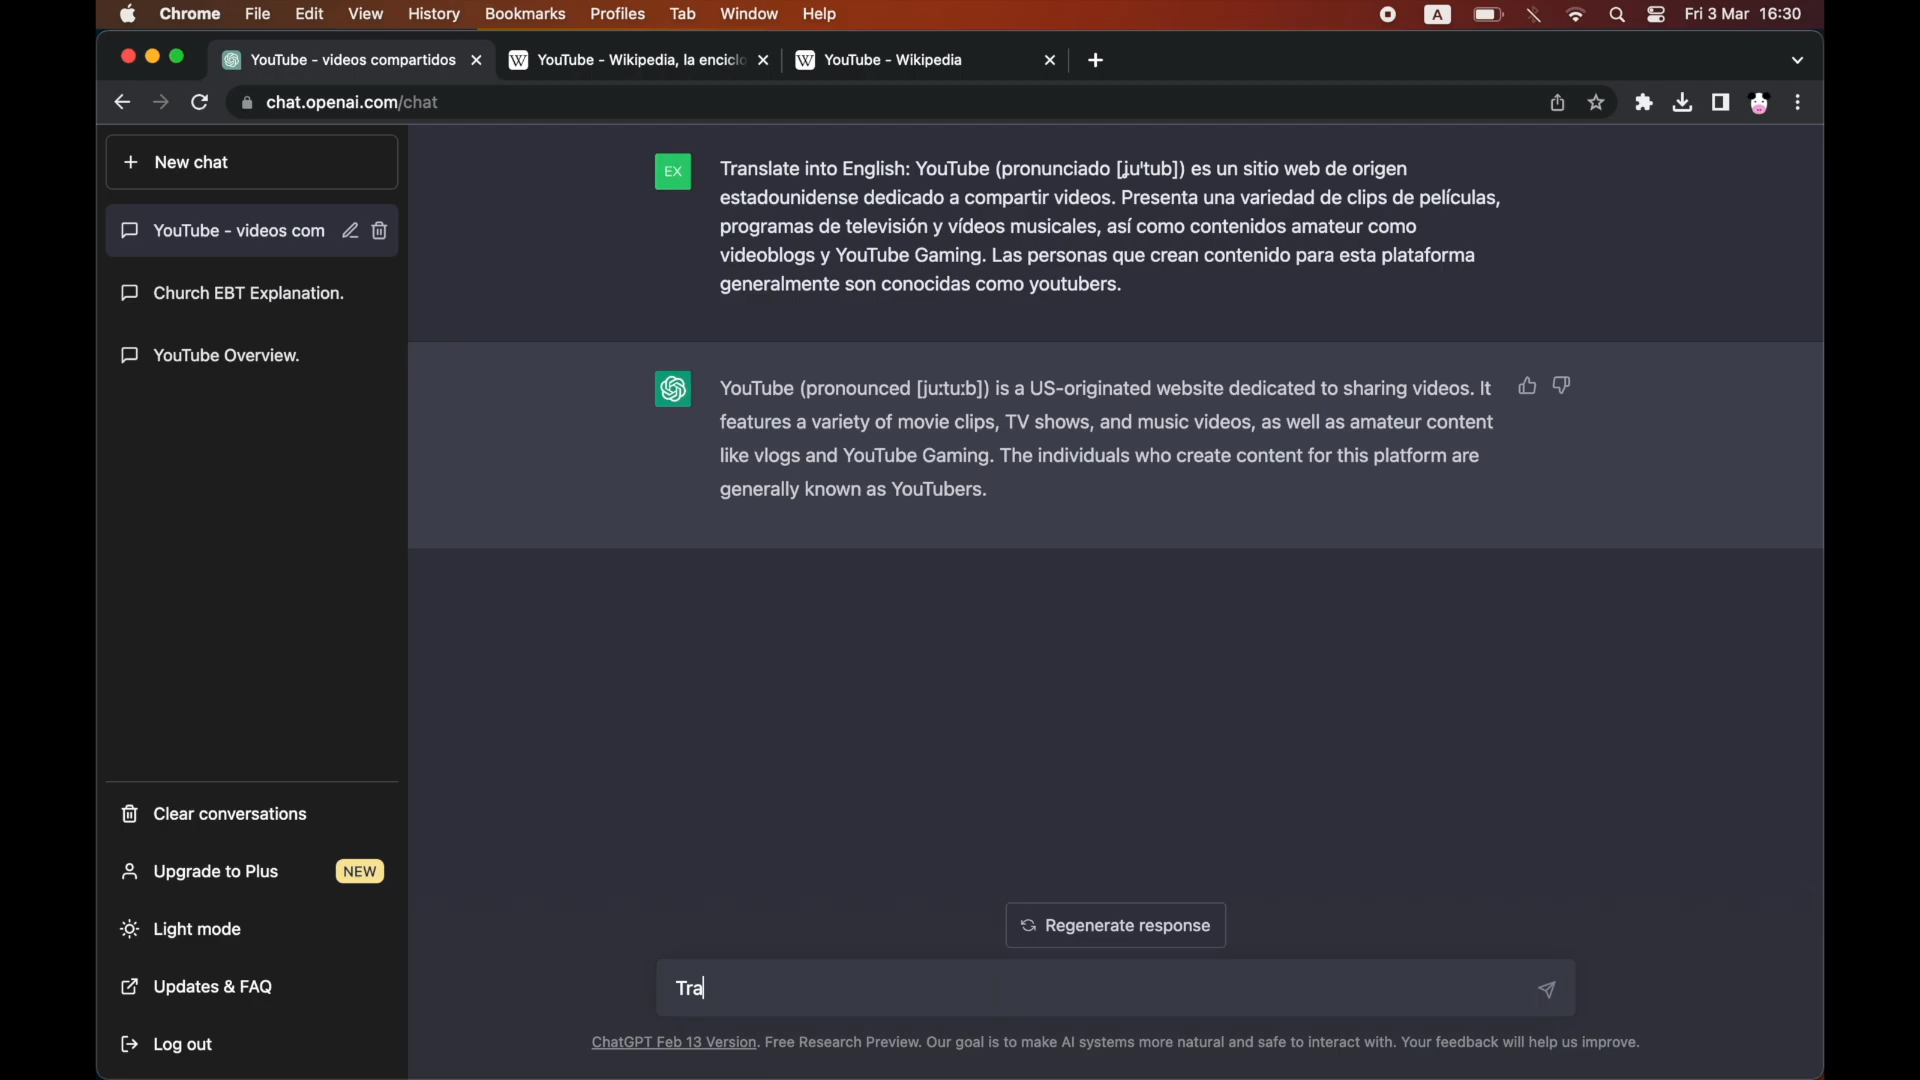 Chrome File Edit View History Bookmarks Profiles Tab Window Help A Fri 3 Mar 16:30
YouTube - videos compartidos YouTube - Wikipedia, la enciclo YouTube - Wikipedia
chat.openai.com/chat
New chat
YouTube - videos com
Church EBT Explanation.
YouTube Overview.
Clear conversations
Upgrade to Plus NEW
Light mode
Updates & FAQ
Log out
EX
Translate into English: YouTube (pronunciado [ʝuˈtub]) es un sitio web de origen
estadounidense dedicado a compartir videos. Presenta una variedad de clips de películas,
programas de televisión y vídeos musicales, así como contenidos amateur como
videoblogs y YouTube Gaming. Las personas que crean contenido para esta plataforma
generalmente son conocidas como youtubers.
YouTube (pronounced [juːtuːb]) is a US-originated website dedicated to sharing videos. It
features a variety of movie clips, TV shows, and music videos, as well as amateur content
like vlogs and YouTube Gaming. The individuals who create content for this platform are
generally known as YouTubers.
Regenerate response
Tra
ChatGPT Feb 13 Version. Free Research Preview. Our goal is to make AI systems more natural and safe to interact with. Your feedback will help us improve.